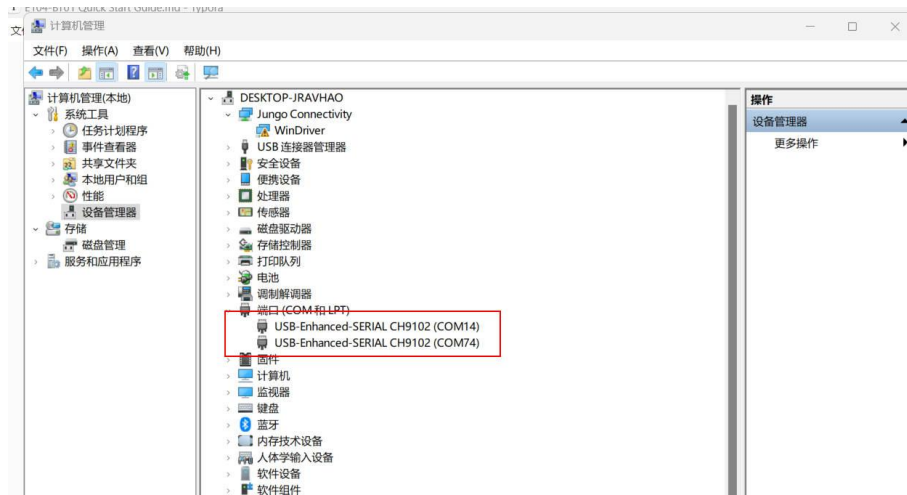 E104-BT01 Quick Start Guide.md - Typora
文
计算机管理
文件(F) 操作(A) 查看(V) 帮助(H)
计算机管理(本地)
系统工具
任务计划程序
事件查看器
共享文件夹
本地用户和组
性能
设备管理器
存储
磁盘管理
服务和应用程序
DESKTOP-JRAVHAO
Jungo Connectivity
WinDriver
USB 连接器管理器
安全设备
便携设备
处理器
传感器
磁盘驱动器
存储控制器
打印队列
电池
调制解调器
端口 (COM 和 LPT)
USB-Enhanced-SERIAL CH9102 (COM14)
USB-Enhanced-SERIAL CH9102 (COM74)
固件
计算机
监视器
键盘
蓝牙
内存技术设备
人体学输入设备
软件设备
软件组件
操作
设备管理器
更多操作